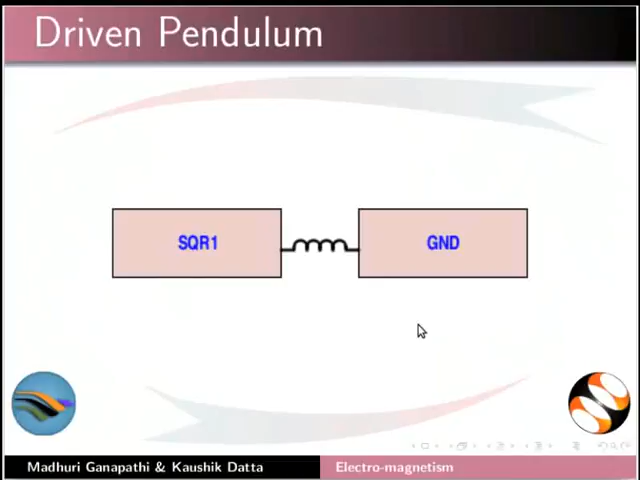 Driven Pendulum
SQR1
GND
Madhuri Ganapathi & Kaushik Datta
Electro-magnetism